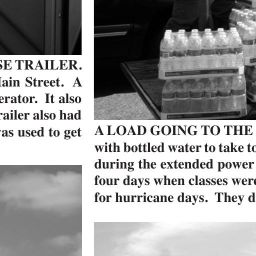 SE TRAILER.
Main Street. A
erator. It also
railer also had
was used to get
A LOAD GOING TO THE
with bottled water to take to
during the extended power
four days when classes were
for hurricane days. They d